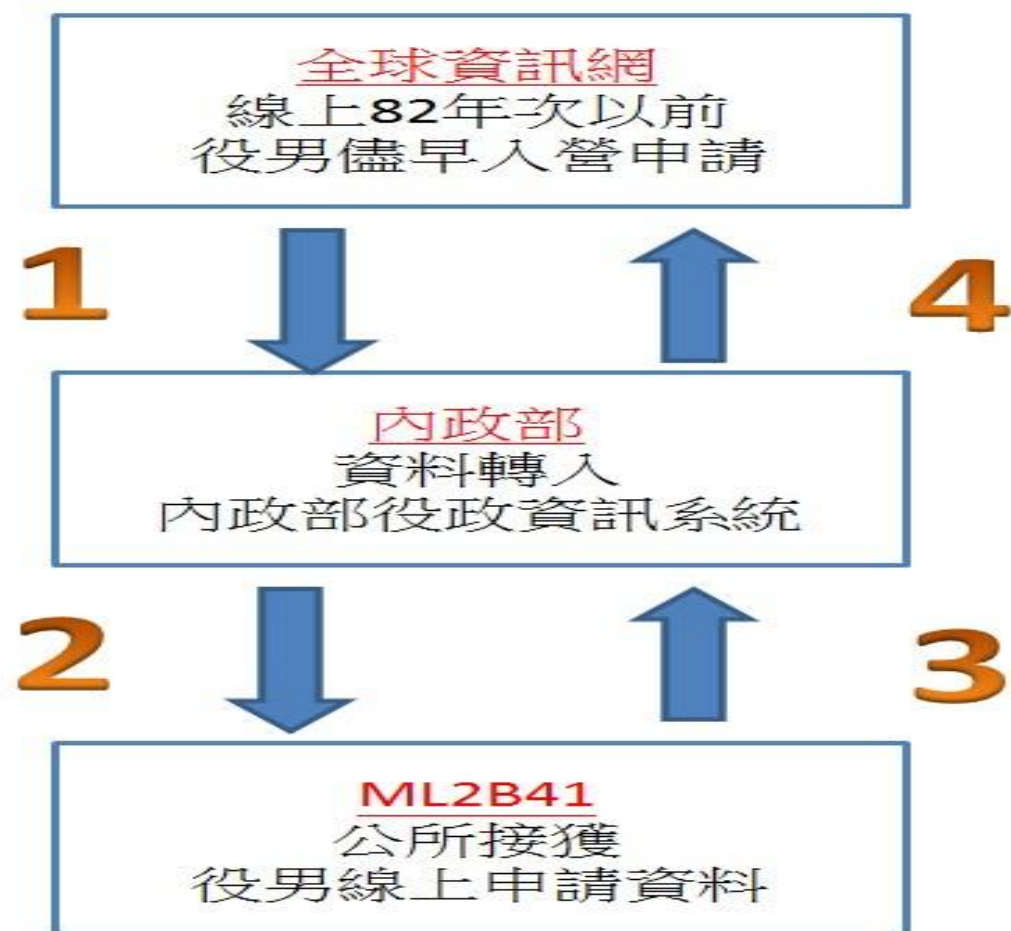 全球資訊網
線上82年次以前
役男儘早入營申請
1
4
內政部
資料轉入
內政部役政資訊系統
2
3
ML2B41
公所接獲
役男線上申請資料